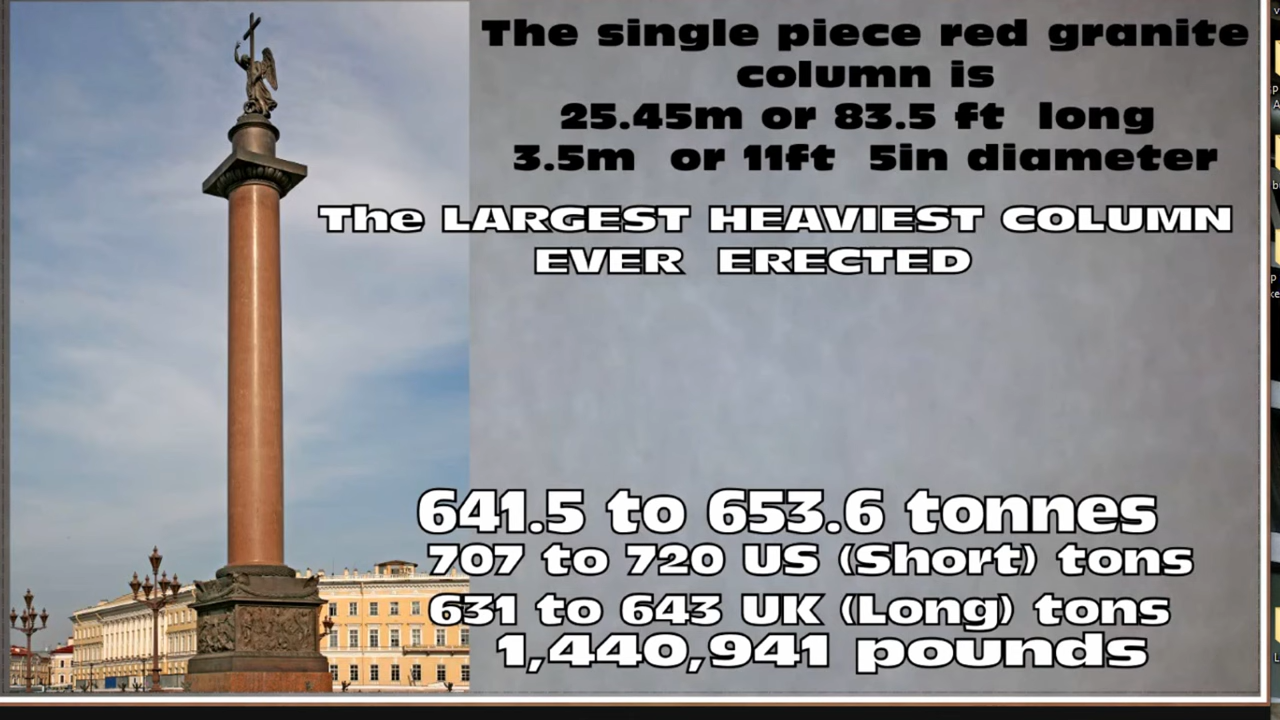 The single piece red granite
column is
25.45m or 83.5 ft long
3.5m or 11ft 5in diameter
The LARGEST HEAVIEST COLUMN
EVER ERECTED
641.5 to 653.6 tonnes
707 to 720 US (Short) tons
631 to 643 UK (Long) tons
1,440,941 pounds